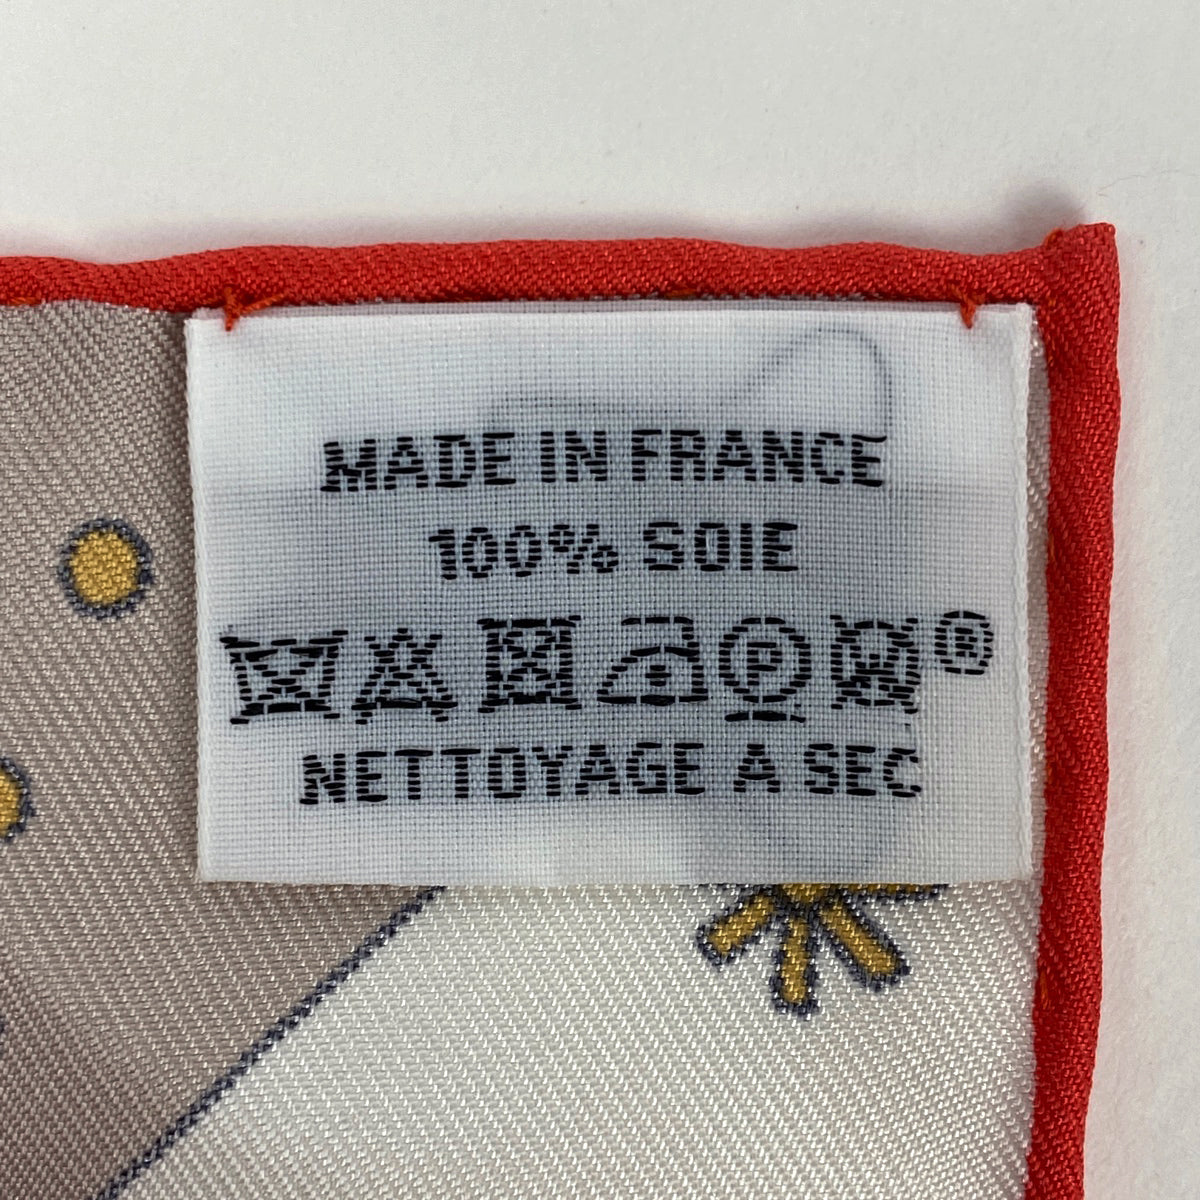 MADE IN FRANCE
100% SOIE
P ®
NETTOYAGE A SEC